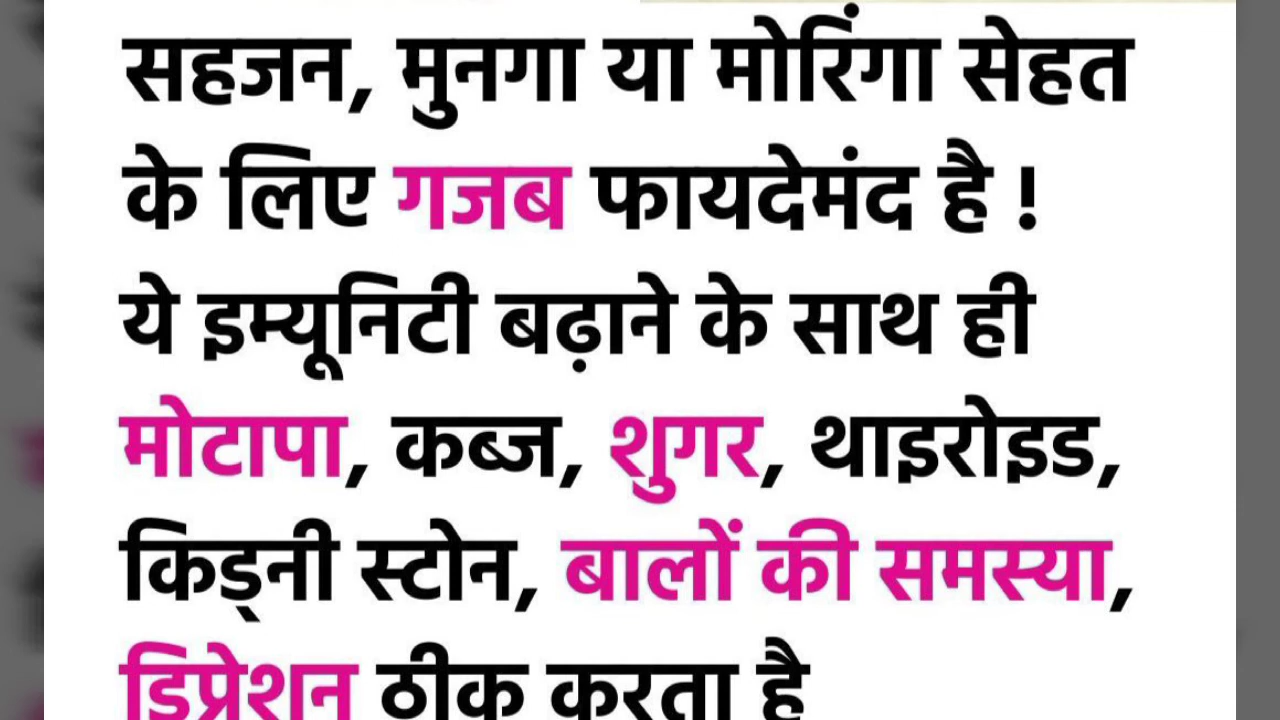 सहजन, मुनगा या मोरिंगा सेहत
के लिए गजब फायदेमंद है !
ये इम्यूनिटी बढ़ाने के साथ ही
मोटापा, कब्ज, शुगर, थाइरोइड,
किड्नी स्टोन, बालों की समस्या,
डिप्रेशन ठीक करता है